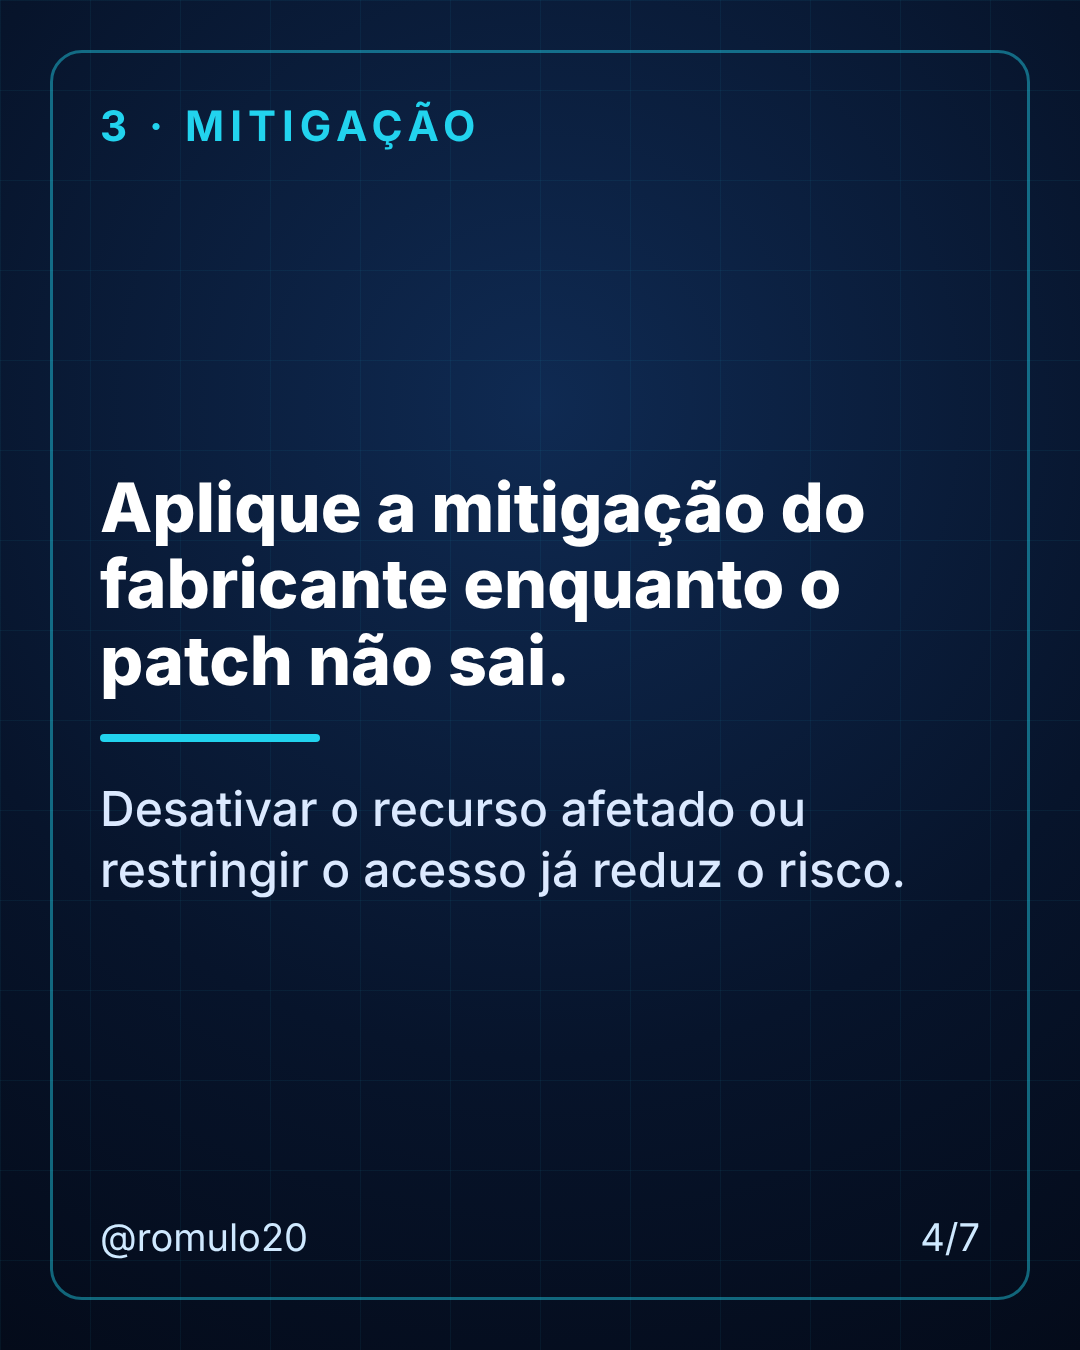 3 · MITIGAÇÃO
Aplique a mitigação do
fabricante enquanto o
patch não sai.
Desativar o recurso afetado ou
restringir o acesso já reduz o risco.
@romulo20
4/7